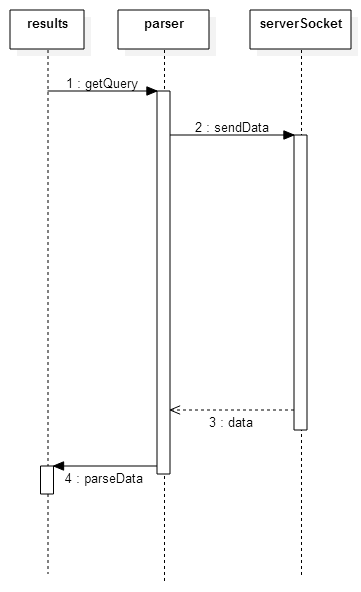 results
parser
serverSocket
1 : getQuery
2 : sendData
3 : data
4 : parseData